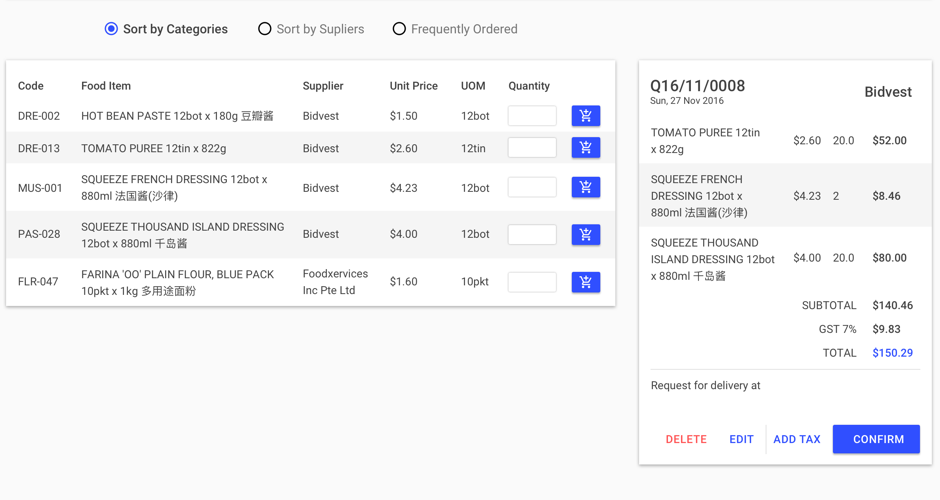 Sort by Categories
Sort by Supliers
Frequently Ordered
Code Food Item Supplier Unit Price UOM Quantity
DRE-002 HOT BEAN PASTE 12bot x 180g 豆瓣酱 Bidvest $1.50 12bot
DRE-013 TOMATO PUREE 12tin x 822g Bidvest $2.60 12tin
MUS-001 SQUEEZE FRENCH DRESSING 12bot x
880ml 法国酱(沙律) Bidvest $4.23 12bot
PAS-028 SQUEEZE THOUSAND ISLAND DRESSING
12bot x 880ml 千岛酱 Bidvest $4.00 12bot
FLR-047 FARINA 'OO' PLAIN FLOUR, BLUE PACK
10pkt x 1kg 多用途面粉 Foodxervices
Inc Pte Ltd $1.60 10pkt
Q16/11/0008
Sun, 27 Nov 2016
Bidvest
TOMATO PUREE 12tin
x 822g $2.60 20.0 $52.00
SQUEEZE FRENCH
DRESSING 12bot x
880ml 法国酱(沙律) $4.23 2 $8.46
SQUEEZE THOUSAND
ISLAND DRESSING 12bot
x 880ml 千岛酱 $4.00 20.0 $80.00
SUBTOTAL $140.46
GST 7% $9.83
TOTAL $150.29
Request for delivery at
DELETE EDIT ADD TAX CONFIRM